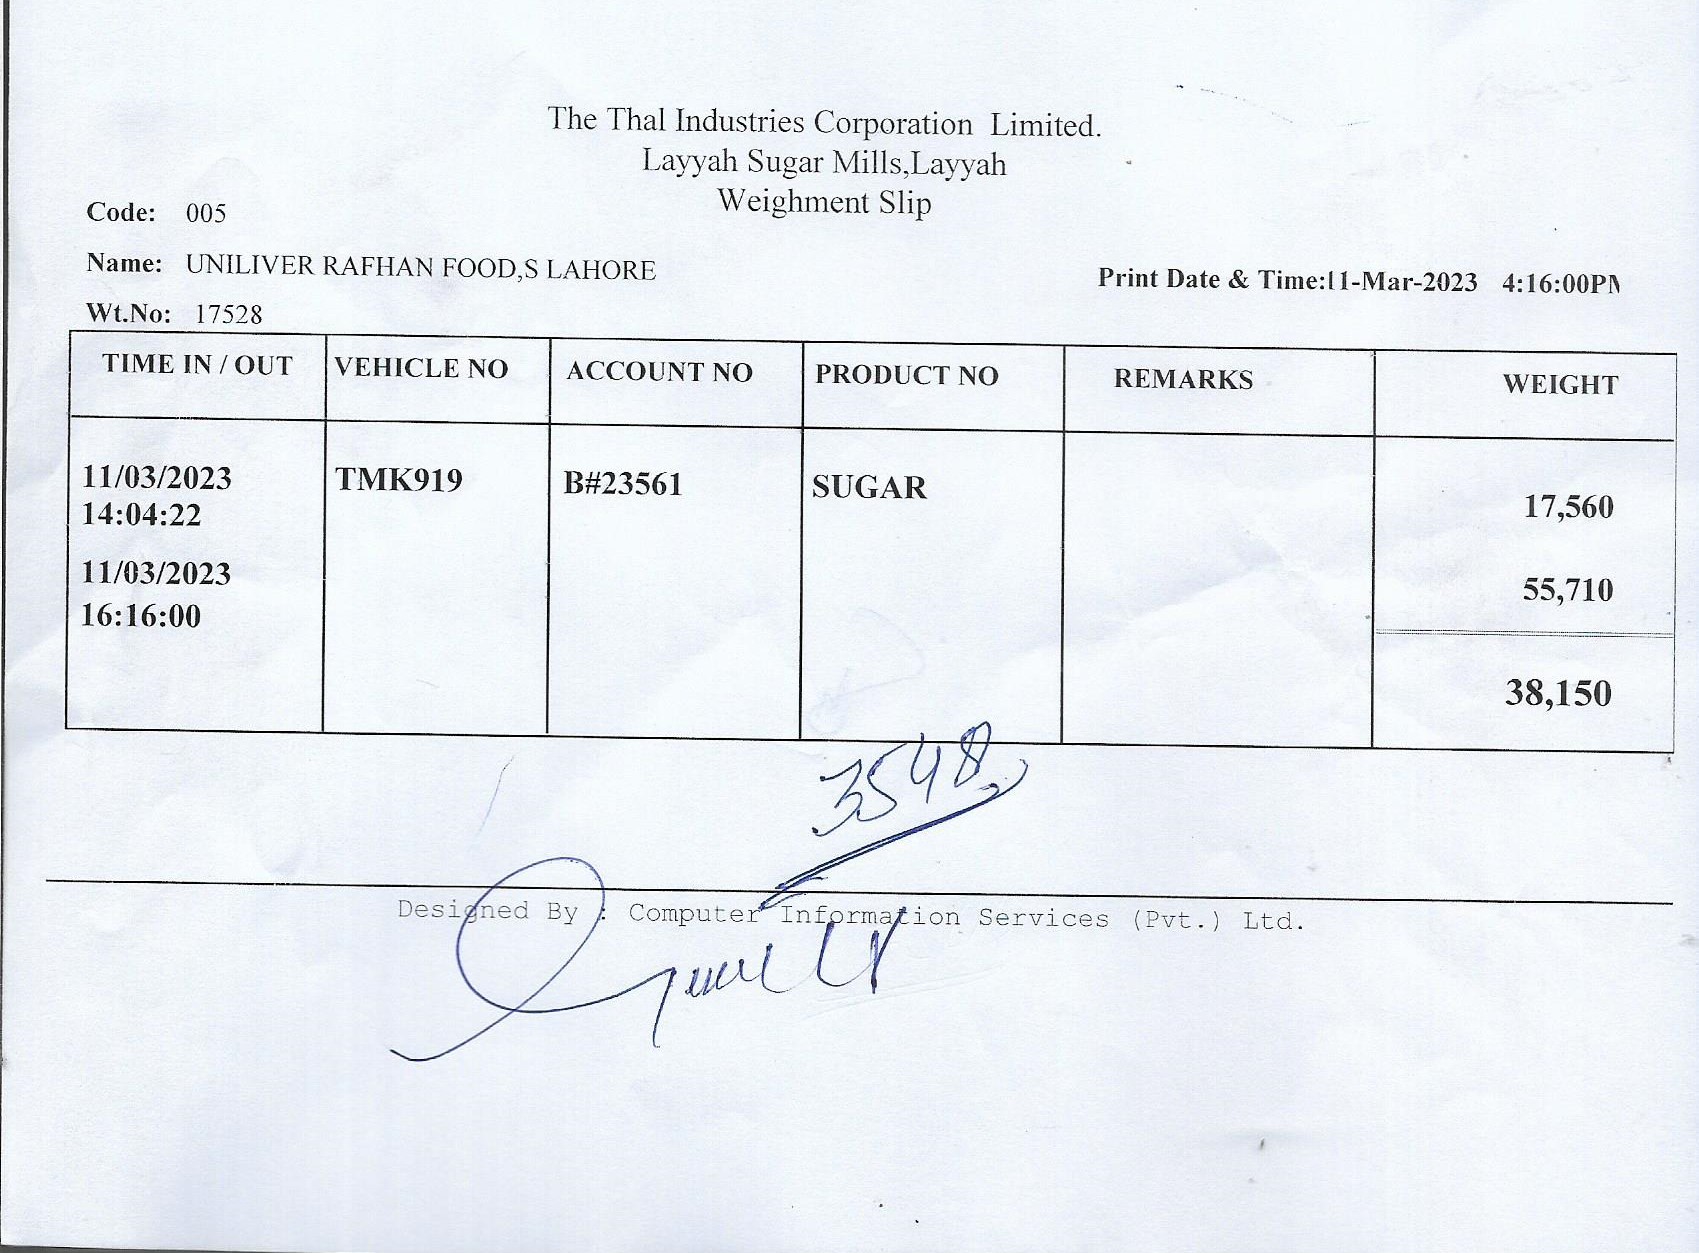 The Thal Industries Corporation Limited.
Layyah Sugar Mills,Layyah
Weighment Slip
Code: 005
Name: UNILIVER RAFHAN FOOD,S LAHORE
Print Date & Time:11-Mar-2023 4:16:00PM
Wt.No: 17528
TIME IN / OUT VEHICLE NO ACCOUNT NO PRODUCT NO REMARKS WEIGHT
11/03/2023 TMK919 B#23561 SUGAR 17,560
14:04:22
11/03/2023 55,710
16:16:00
38,150
3548
Designed By : Computer Information Services (Pvt.) Ltd.